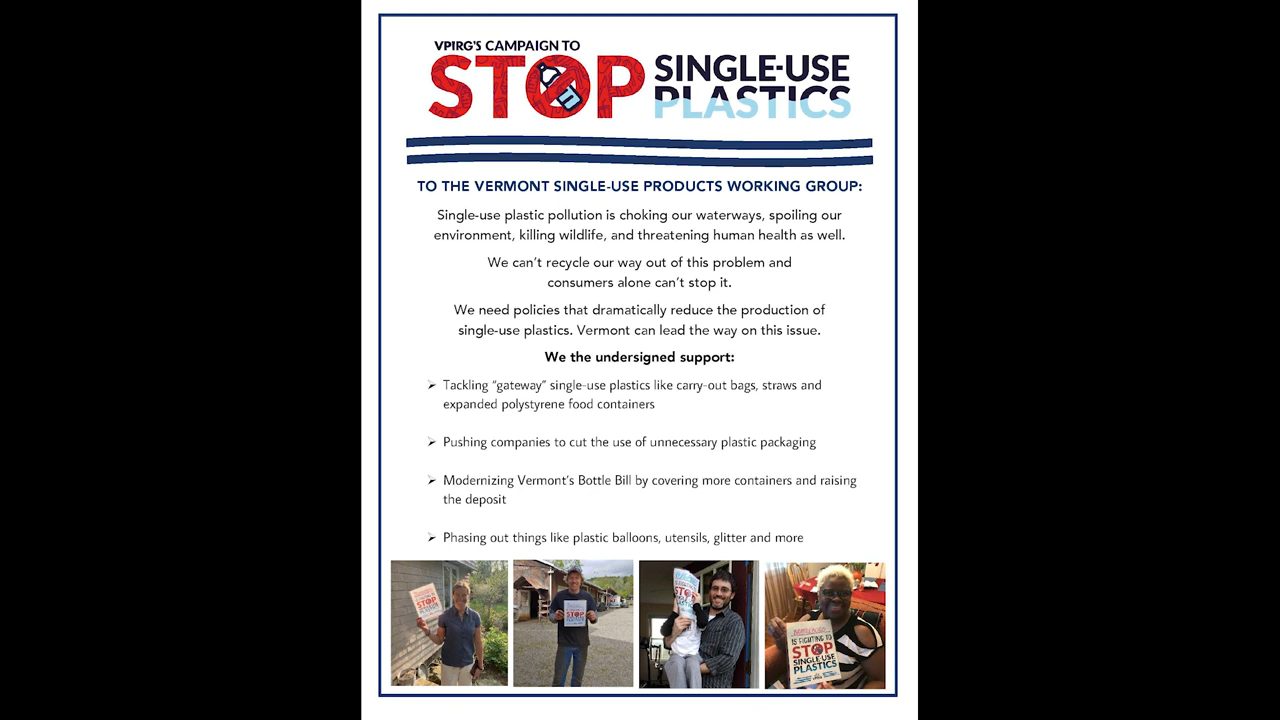 VPIRG'S CAMPAIGN TO
STOP SINGLE-USE
PLASTICS
TO THE VERMONT SINGLE-USE PRODUCTS WORKING GROUP:
Single-use plastic pollution is choking our waterways, spoiling our
environment, killing wildlife, and threatening human health as well.
We can't recycle our way out of this problem and
consumers alone can't stop it.
We need policies that dramatically reduce the production of
single-use plastics. Vermont can lead the way on this issue.
We the undersigned support:
➢ Tackling "gateway" single-use plastics like carry-out bags, straws and
expanded polystyrene food containers
➢ Pushing companies to cut the use of unnecessary plastic packaging
➢ Modernizing Vermont's Bottle Bill by covering more containers and raising
the deposit
➢ Phasing out things like plastic balloons, utensils, glitter and more
STOP
PLASTICS
STOP
PLASTICS
STOP
PLASTICS
IS FIGHTING TO
STOP
SINGLE-USE
PLASTICS